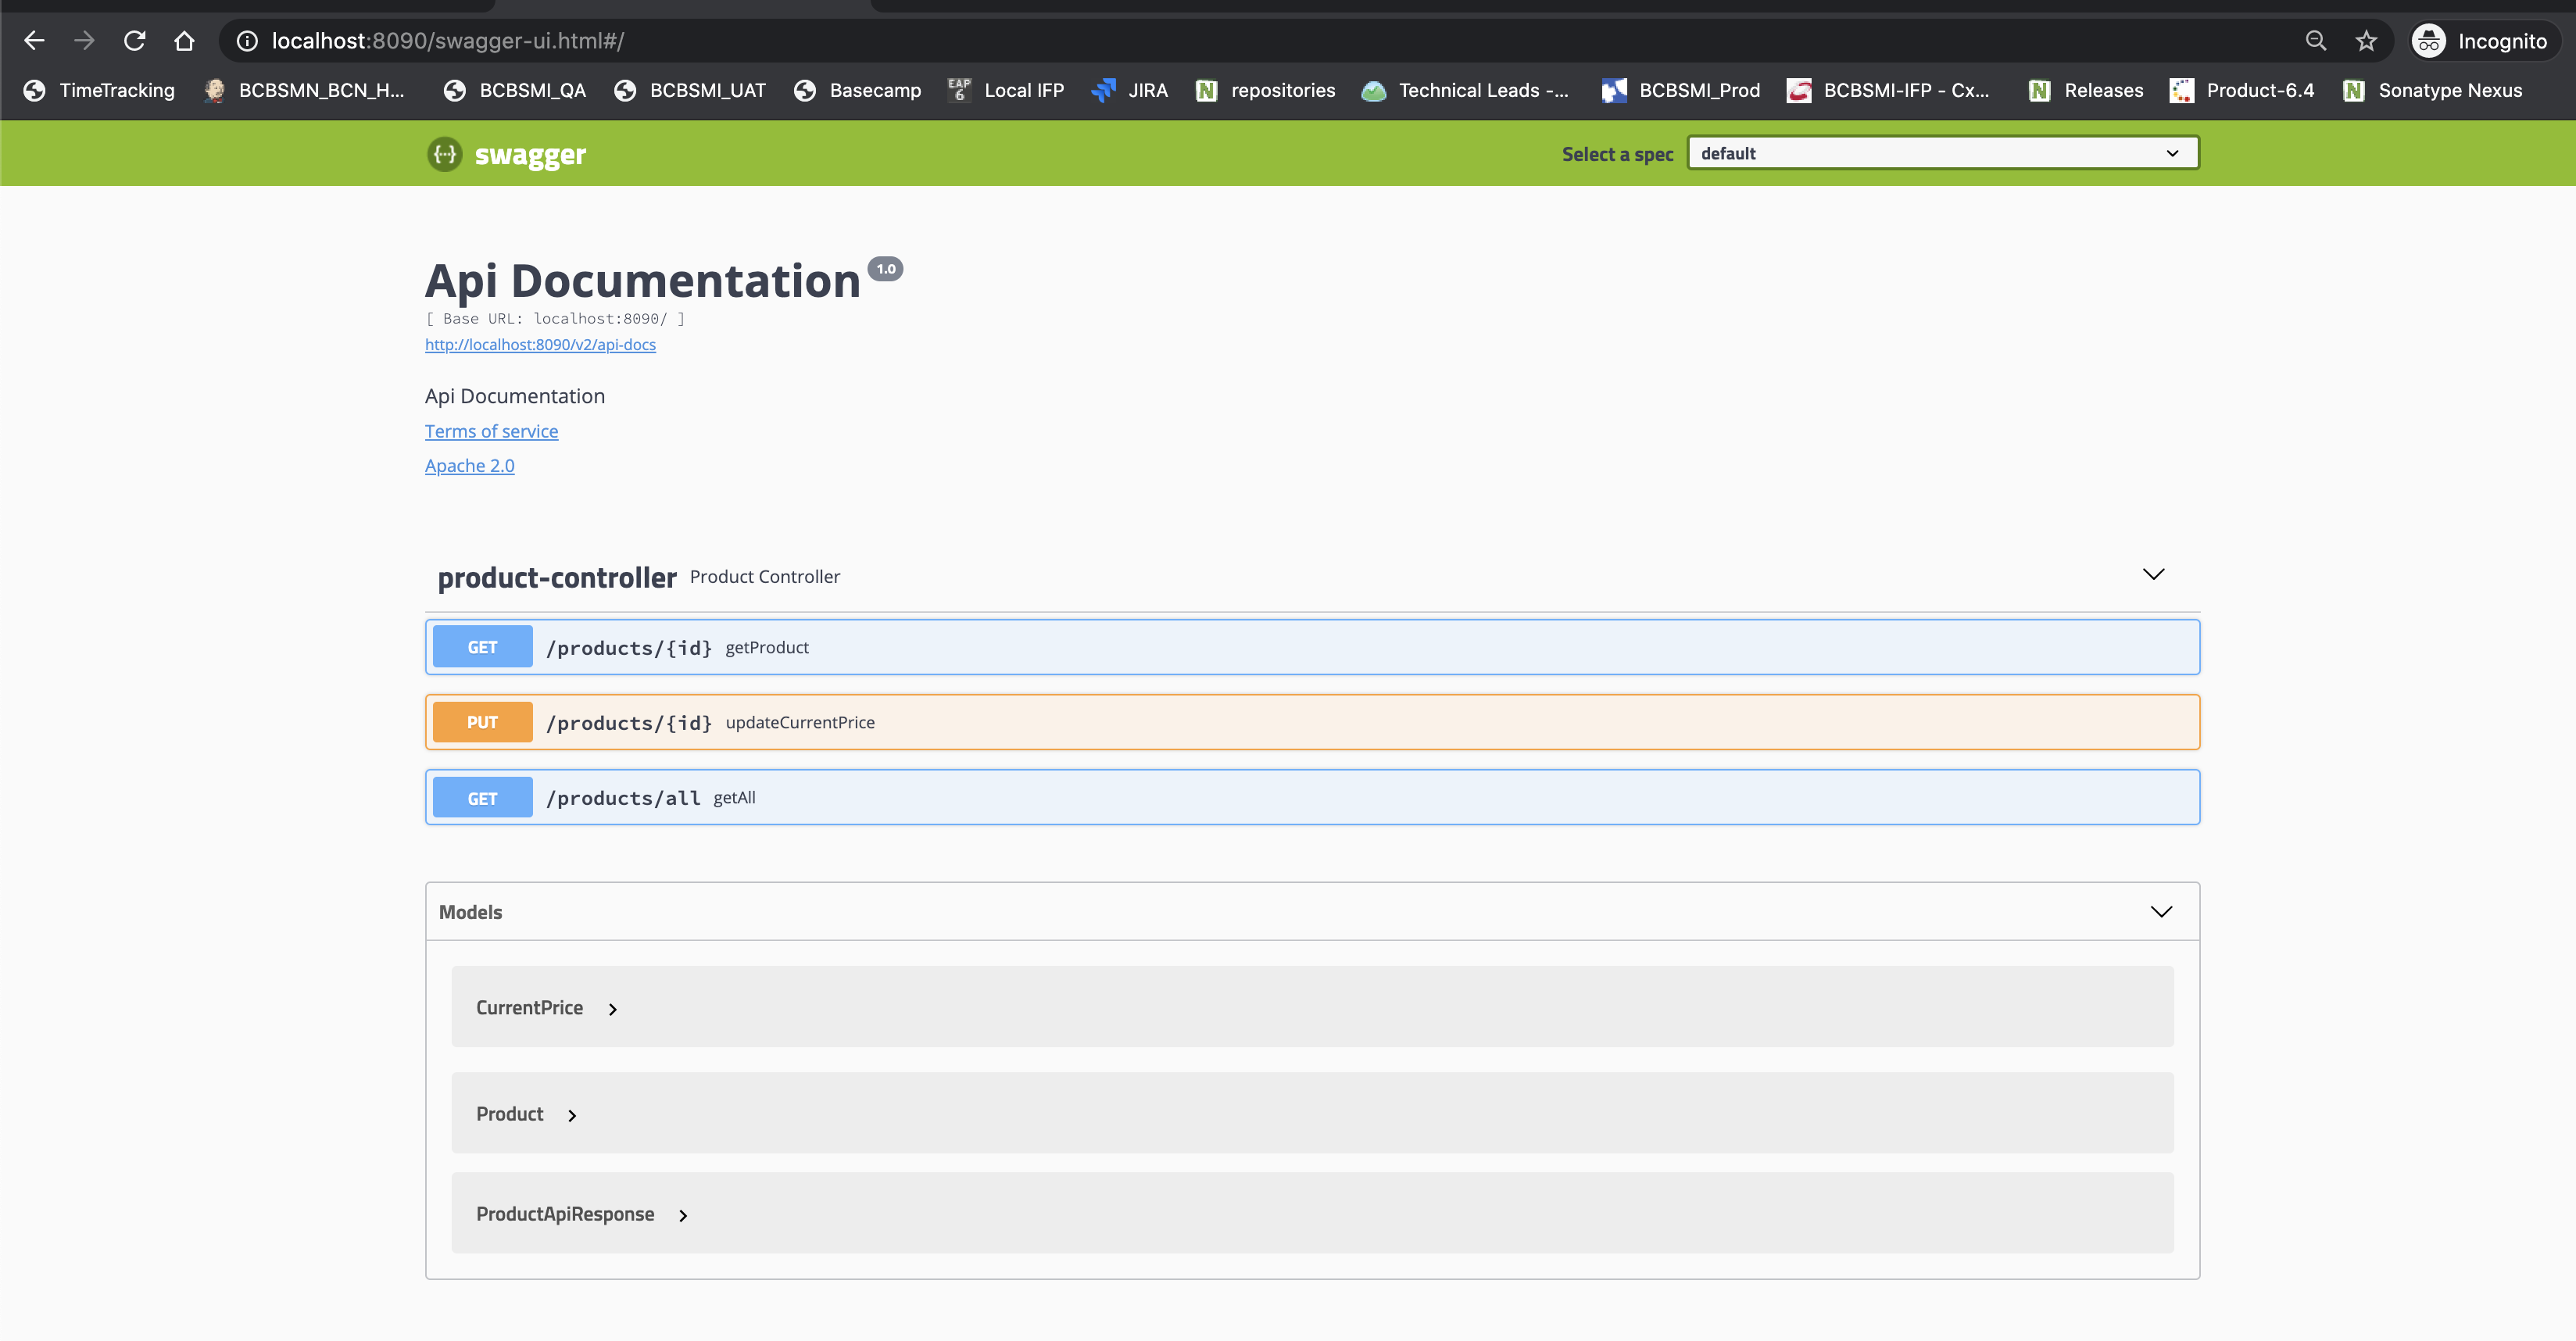 localhost:8090/swagger-ui.html#/
Incognito
TimeTracking BCBSMN_BCN_H... BCBSMI_QA BCBSMI_UAT Basecamp EAP 6 Local IFP JIRA N repositories Technical Leads -... BCBSMI_Prod BCBSMI-IFP - Cx... N Releases Product-6.4 N Sonatype Nexus
{...} swagger
Select a spec default
Api Documentation 1.0
[ Base URL: localhost:8090/ ]
http://localhost:8090/v2/api-docs
Api Documentation
Terms of service
Apache 2.0
product-controller Product Controller
GET /products/{id} getProduct
PUT /products/{id} updateCurrentPrice
GET /products/all getAll
Models
CurrentPrice
Product
ProductApiResponse